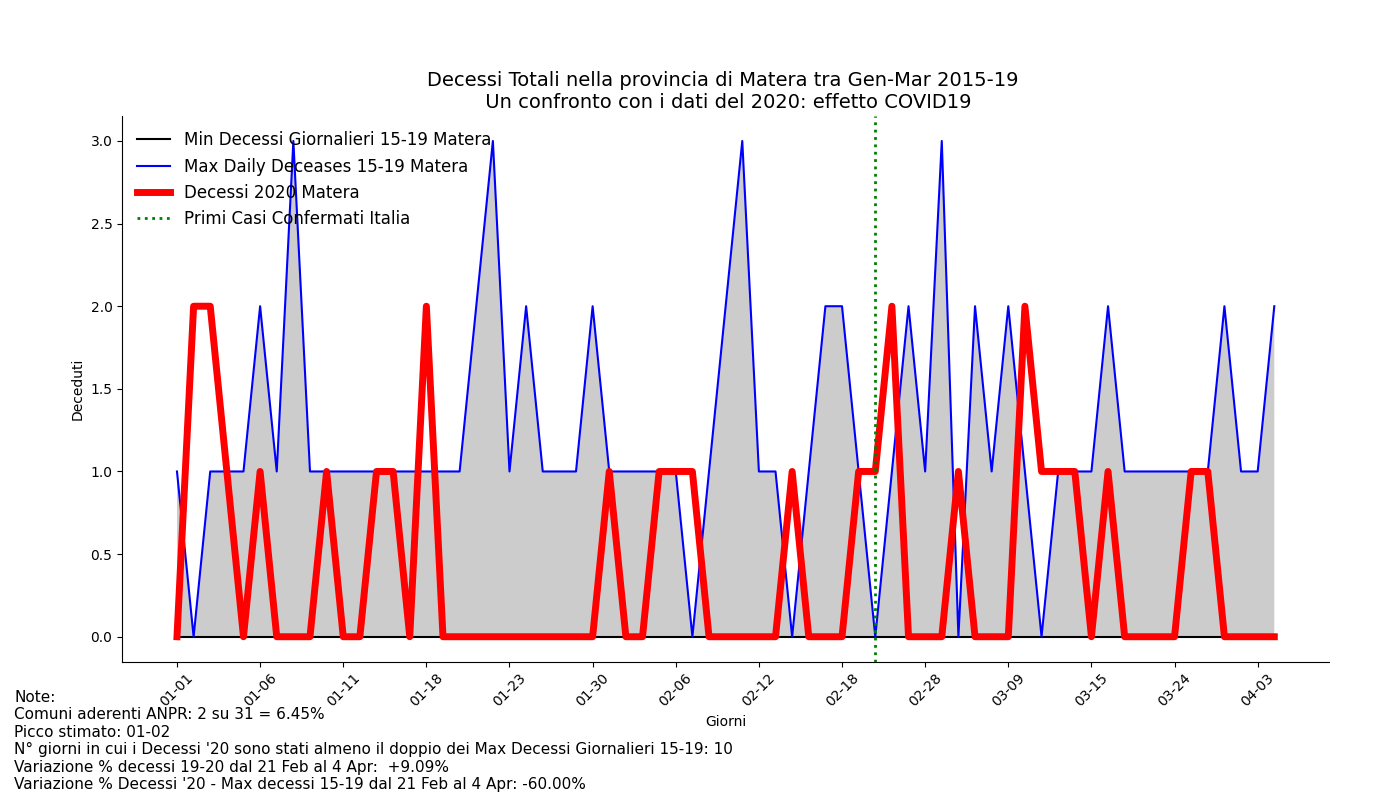 Decessi Totali nella provincia di Matera tra Gen-Mar 2015-19
Un confronto con i dati del 2020: effetto COVID19
Min Decessi Giornalieri 15-19 Matera
Max Daily Deceases 15-19 Matera
Decessi 2020 Matera
Primi Casi Confermati Italia
Deceduti
3.0
2.5
2.0
1.5
1.0
0.5
0.0
01-01 01-06 01-11 01-18 01-23 01-30 02-06 02-12 02-18 02-28 03-09 03-15 03-24 04-03
Giorni
Note:
Comuni aderenti ANPR: 2 su 31 = 6.45%
Picco stimato: 01-02
N° giorni in cui i Decessi '20 sono stati almeno il doppio dei Max Decessi Giornalieri 15-19: 10
Variazione % decessi 19-20 dal 21 Feb al 4 Apr:  +9.09%
Variazione % Decessi '20 - Max decessi 15-19 dal 21 Feb al 4 Apr: -60.00%